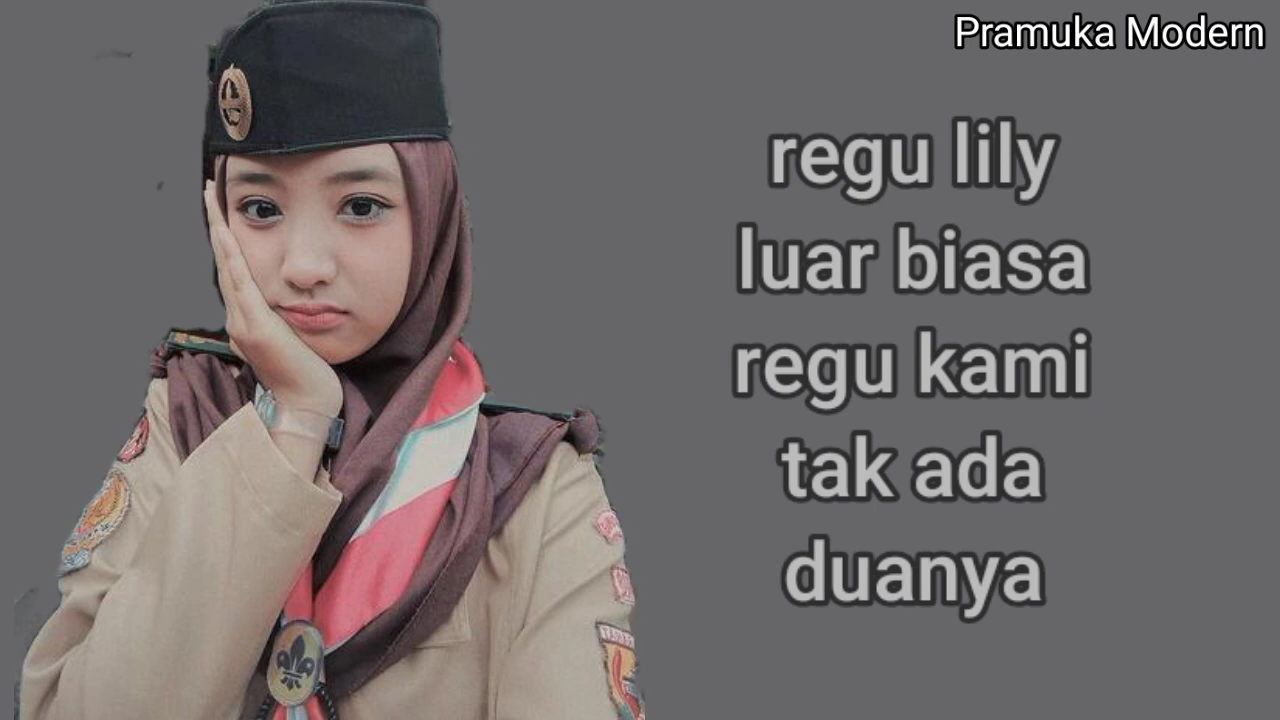 Pramuka Modern
regu lily
luar biasa
regu kami
tak ada
duanya